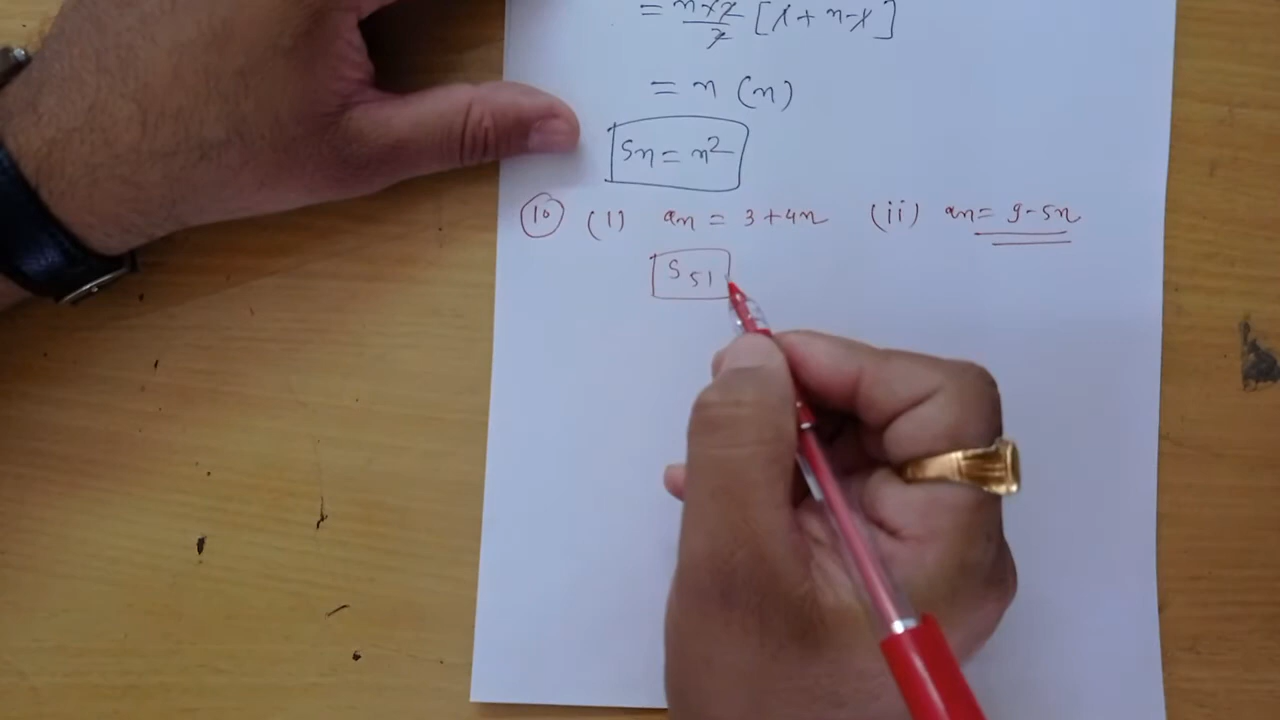 = n×2/2 [1 + n-1]
= n (n)
Sn = n²
10 (i) an = 3+4n (ii) an = 9-5n
S51